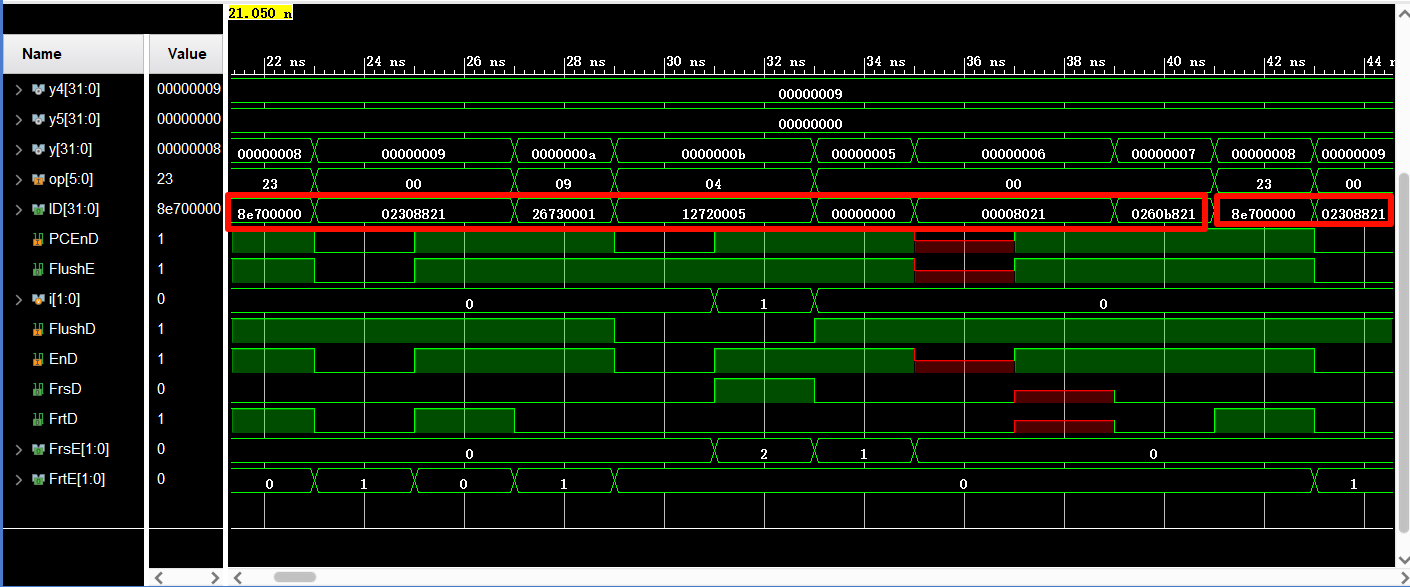 21.050 n
Name Value
22 ns 24 ns 26 ns 28 ns 30 ns 32 ns 34 ns 36 ns 38 ns 40 ns 42 ns 44 n
y4[31:0] 00000009 00000009
y5[31:0] 00000000 00000000
y[31:0] 00000008 00000008 00000009 0000000a 0000000b 00000005 00000006 00000007 00000008 00000009
op[5:0] 23 23 00 09 04 00 23 00
ID[31:0] 8e700000 8e700000 02308821 26730001 12720005 00000000 00008021 0260b821 8e700000 02308821
PCEnD 1
FlushE 1
i[1:0] 0 0 1 0
FlushD 1
EnD 1
FrsD 0
FrtD 1
FrsE[1:0] 0 0 2 1 0
FrtE[1:0] 0 0 1 0 1 0 1